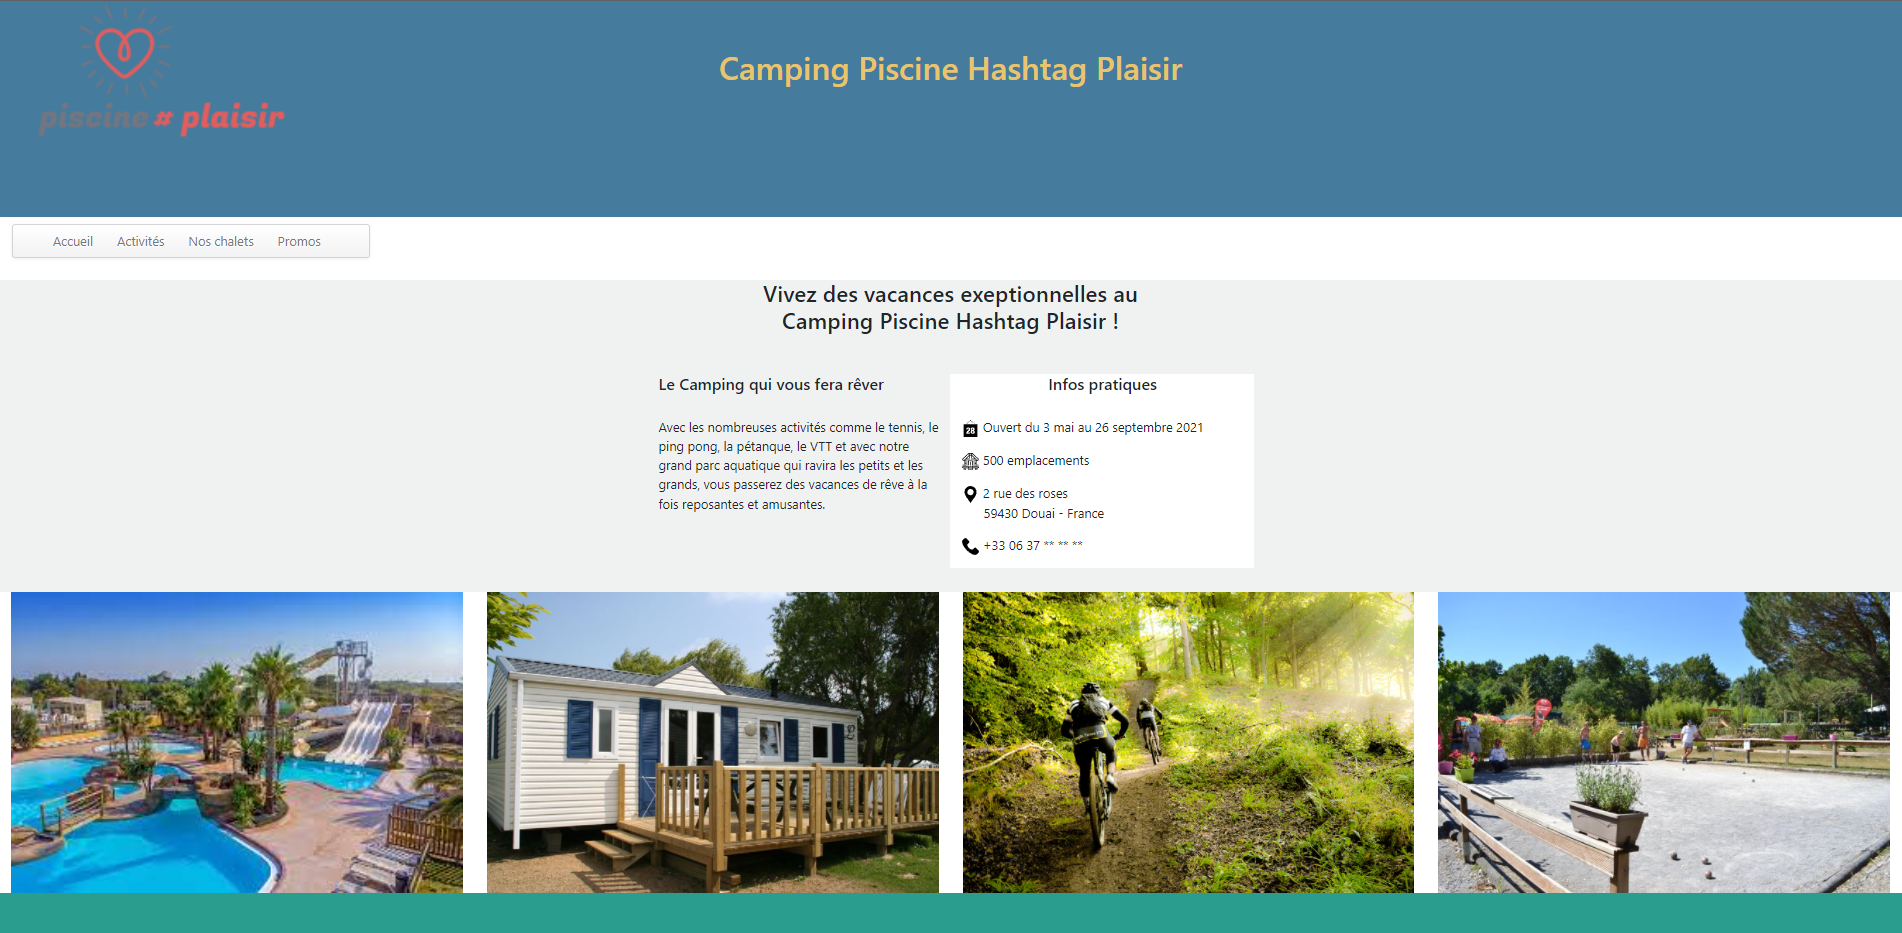 piscine # plaisir
Camping Piscine Hashtag Plaisir
Accueil Activités Nos chalets Promos
Vivez des vacances exeptionnelles au
Camping Piscine Hashtag Plaisir !
Le Camping qui vous fera rêver
Avec les nombreuses activités comme le tennis, le
ping pong, la pétanque, le VTT et avec notre
grand parc aquatique qui ravira les petits et les
grands, vous passerez des vacances de rêve à la
fois reposantes et amusantes.
Infos pratiques
28 Ouvert du 3 mai au 26 septembre 2021
500 emplacements
2 rue des roses
59430 Douai - France
+33 06 37 ** ** **